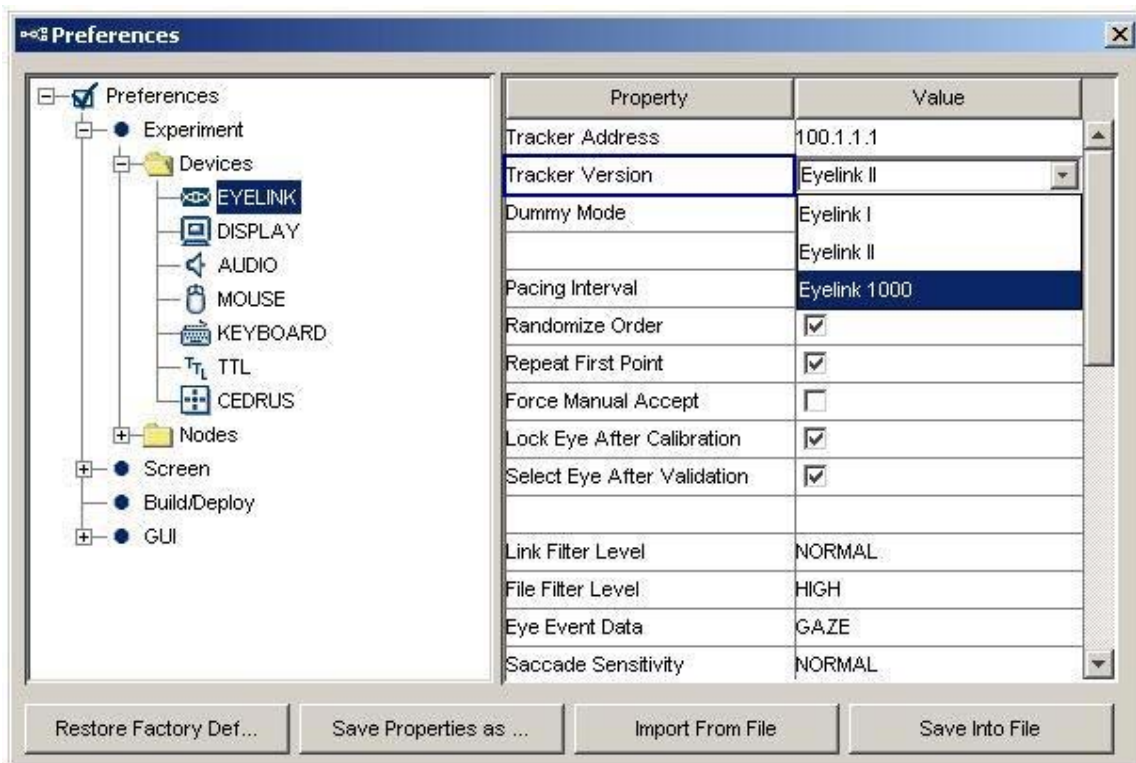 Preferences
Preferences
Experiment
Devices
EYELINK
DISPLAY
AUDIO
MOUSE
KEYBOARD
TTL
CEDRUS
Nodes
Screen
Build/Deploy
GUI
Property Value
Tracker Address 100.1.1.1
Tracker Version Eyelink II
Dummy Mode Eyelink I
Eyelink II
Pacing Interval Eyelink 1000
Randomize Order
Repeat First Point
Force Manual Accept
Lock Eye After Calibration
Select Eye After Validation
Link Filter Level NORMAL
File Filter Level HIGH
Eye Event Data GAZE
Saccade Sensitivity NORMAL
Restore Factory Def... Save Properties as ... Import From File Save Into File